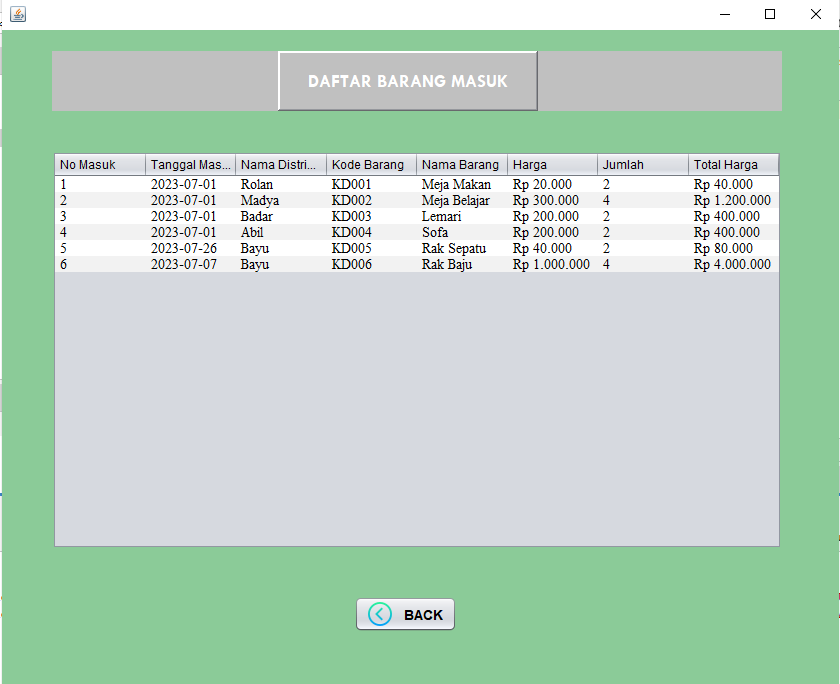 DAFTAR BARANG MASUK
No Masuk Tanggal Mas... Nama Distri... Kode Barang Nama Barang Harga Jumlah Total Harga
1 2023-07-01 Rolan KD001 Meja Makan Rp 20.000 2 Rp 40.000
2 2023-07-01 Madya KD002 Meja Belajar Rp 300.000 4 Rp 1.200.000
3 2023-07-01 Badar KD003 Lemari Rp 200.000 2 Rp 400.000
4 2023-07-01 Abil KD004 Sofa Rp 200.000 2 Rp 400.000
5 2023-07-26 Bayu KD005 Rak Sepatu Rp 40.000 2 Rp 80.000
6 2023-07-07 Bayu KD006 Rak Baju Rp 1.000.000 4 Rp 4.000.000
BACK